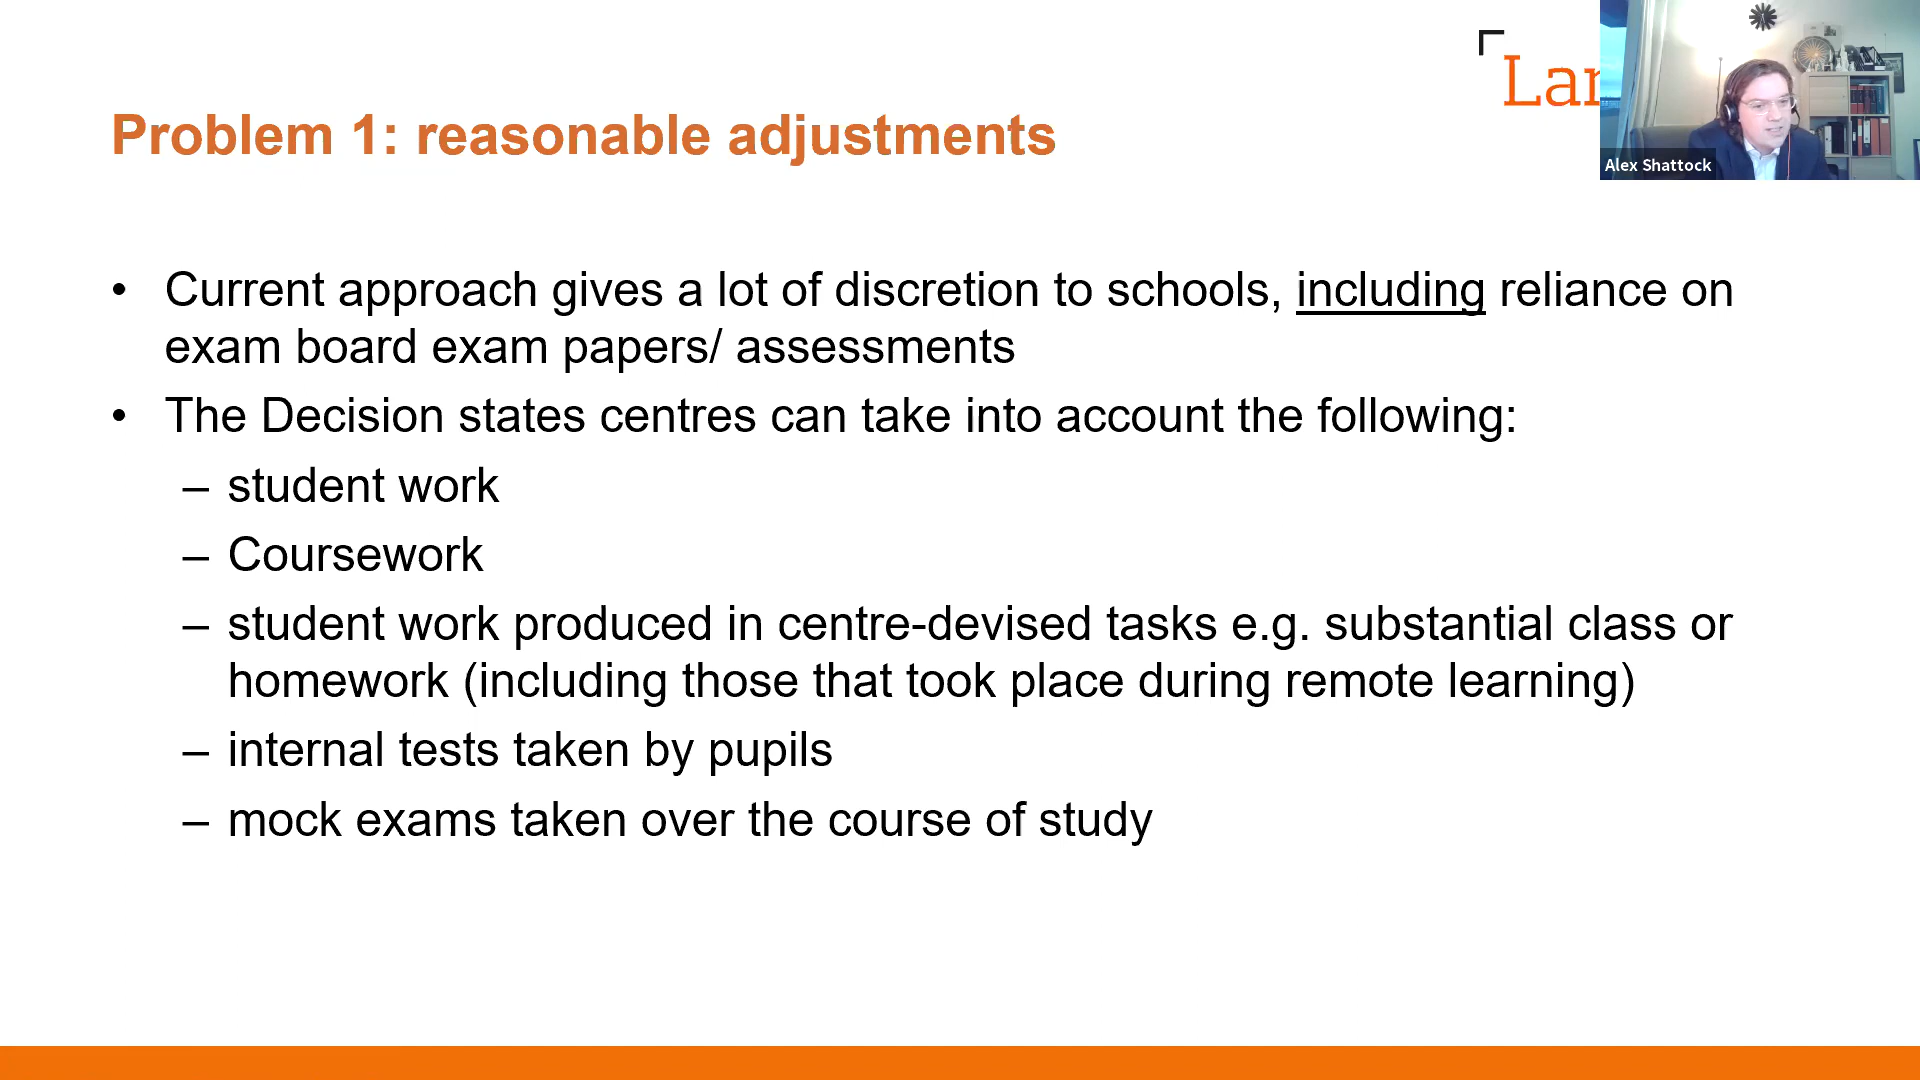 Lan
Alex Shattock
Problem 1: reasonable adjustments
• Current approach gives a lot of discretion to schools, including reliance on
exam board exam papers/ assessments
• The Decision states centres can take into account the following:
– student work
– Coursework
– student work produced in centre-devised tasks e.g. substantial class or
homework (including those that took place during remote learning)
– internal tests taken by pupils
– mock exams taken over the course of study